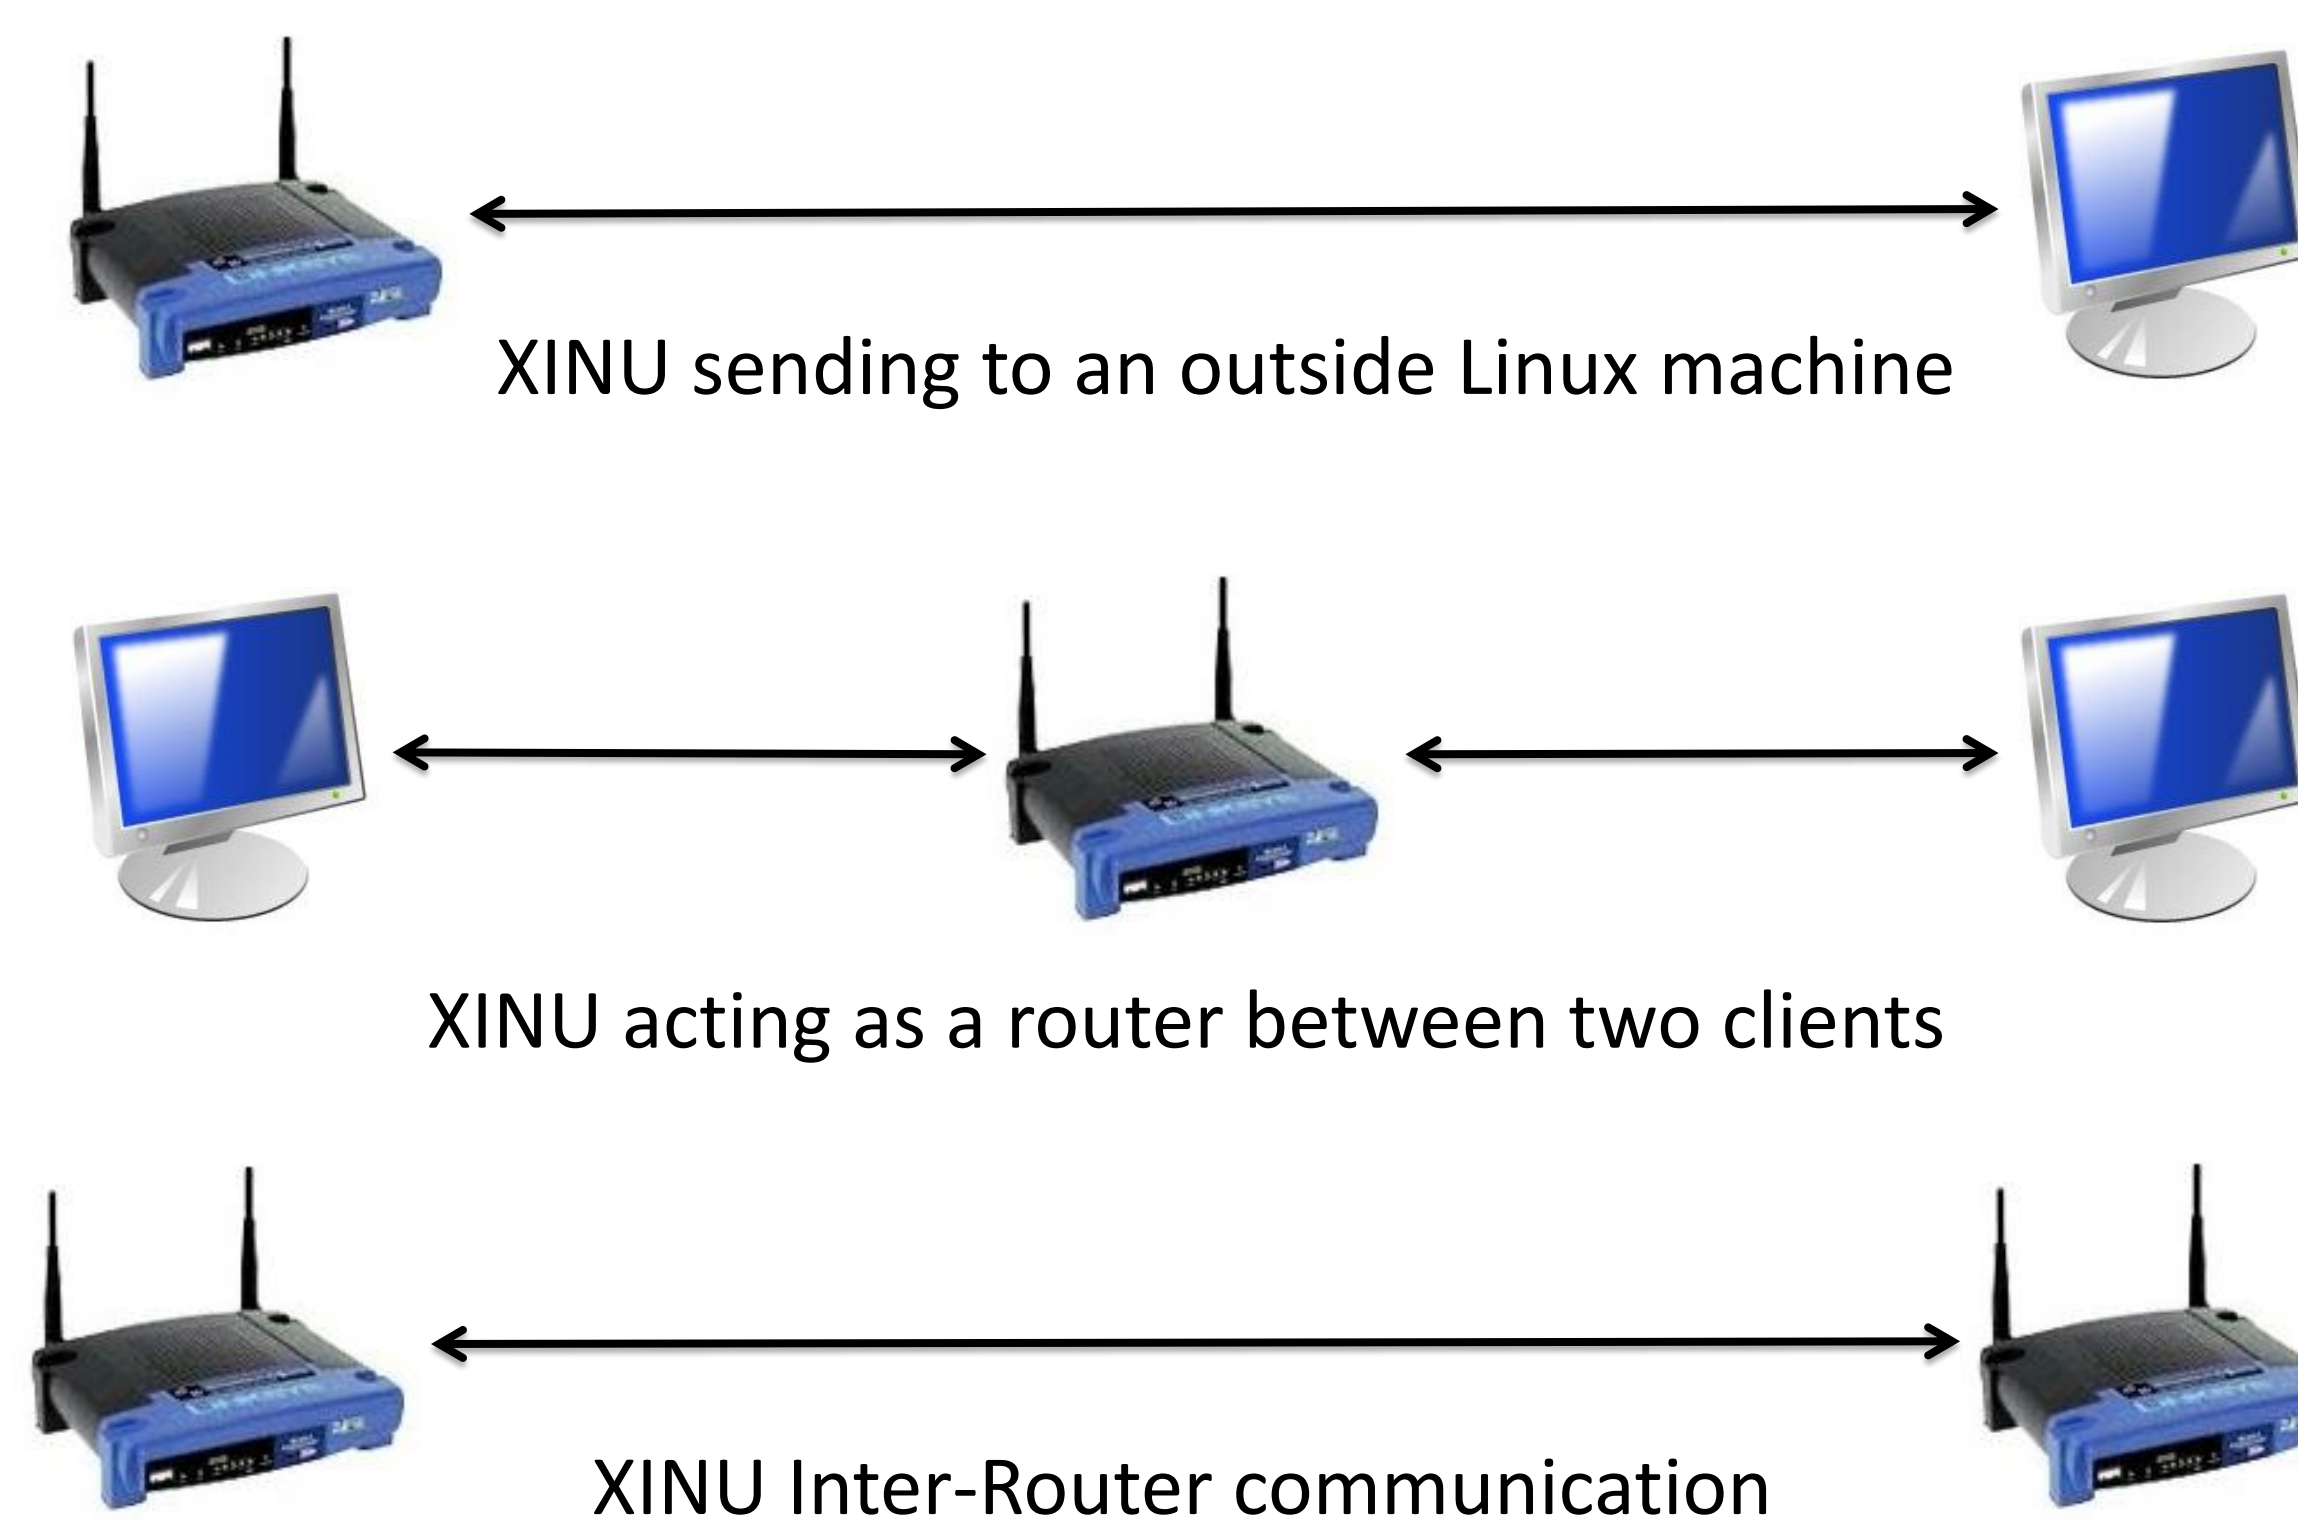 XINU sending to an outside Linux machine
XINU acting as a router between two clients
XINU Inter-Router communication